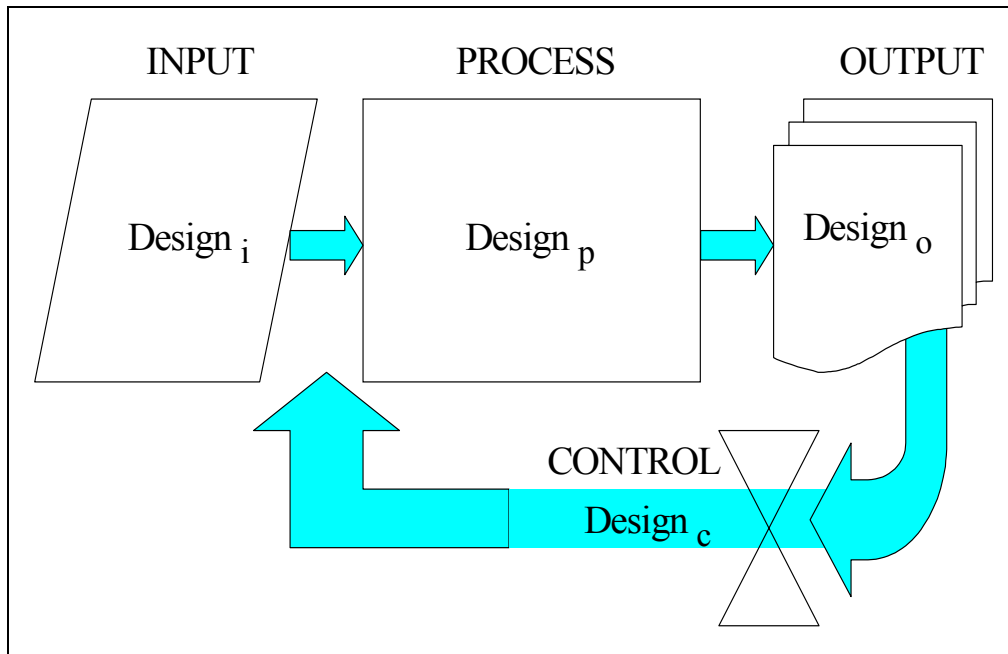 INPUT
PROCESS
OUTPUT
Design i
Design p
Design o
CONTROL
Design c